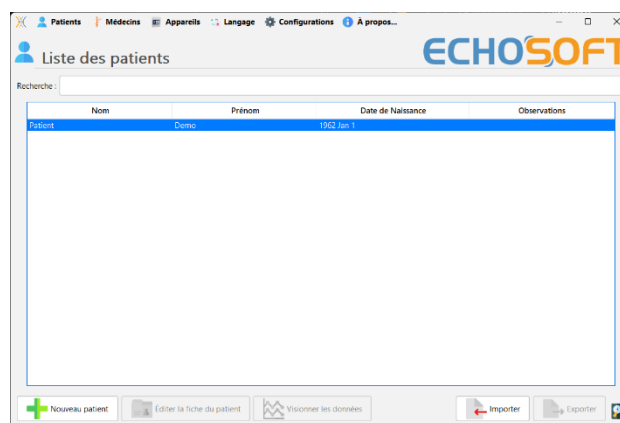 Patients Médecins Appareils Langage Configurations À propos...
Liste des patients
ECHOSOFT
Recherche :
Nom Prénom Date de Naissance Observations
Patient Demo 1962 Jan 1
Nouveau patient Éditer la fiche du patient Visionner les données Importer Exporter